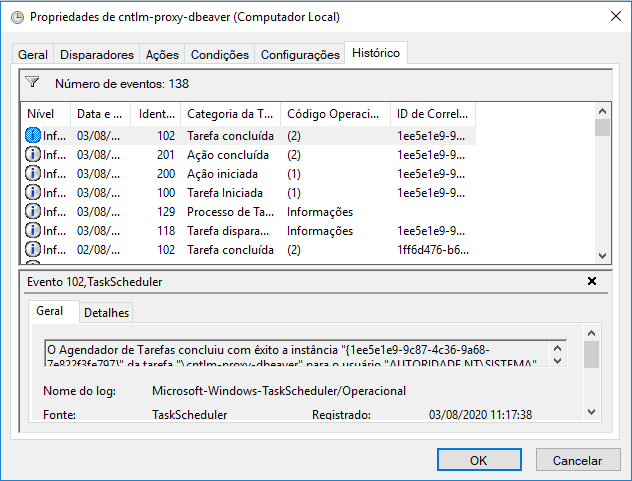 Propriedades de cntlm-proxy-dbeaver (Computador Local)
Geral Disparadores Ações Condições Configurações Histórico
Número de eventos: 138
Nível Data e ... Ident... Categoria da T... Código Operaci... ID de Correl...
Inf... 03/08/... 102 Tarefa concluída (2) 1ee5e1e9-9...
Inf... 03/08/... 201 Ação concluída (2) 1ee5e1e9-9...
Inf... 03/08/... 200 Ação iniciada (1) 1ee5e1e9-9...
Inf... 03/08/... 100 Tarefa Iniciada (1) 1ee5e1e9-9...
Inf... 03/08/... 129 Processo de Ta... Informações
Inf... 03/08/... 118 Tarefa dispara... Informações 1ee5e1e9-9...
Inf... 02/08/... 102 Tarefa concluída (2) 1ff6d476-b6...
Evento 102,TaskScheduler
Geral Detalhes
O Agendador de Tarefas concluiu com êxito a instância "{1ee5e1e9-9c87-4c36-9a68-
7e822f3fe797}" da tarefa "\cntlm-proxy-dbeaver" para o usuário "AUTORIDADE NT\SISTEMA"
Nome do log: Microsoft-Windows-TaskScheduler/Operacional
Fonte: TaskScheduler Registrado: 03/08/2020 11:17:38
OK Cancelar